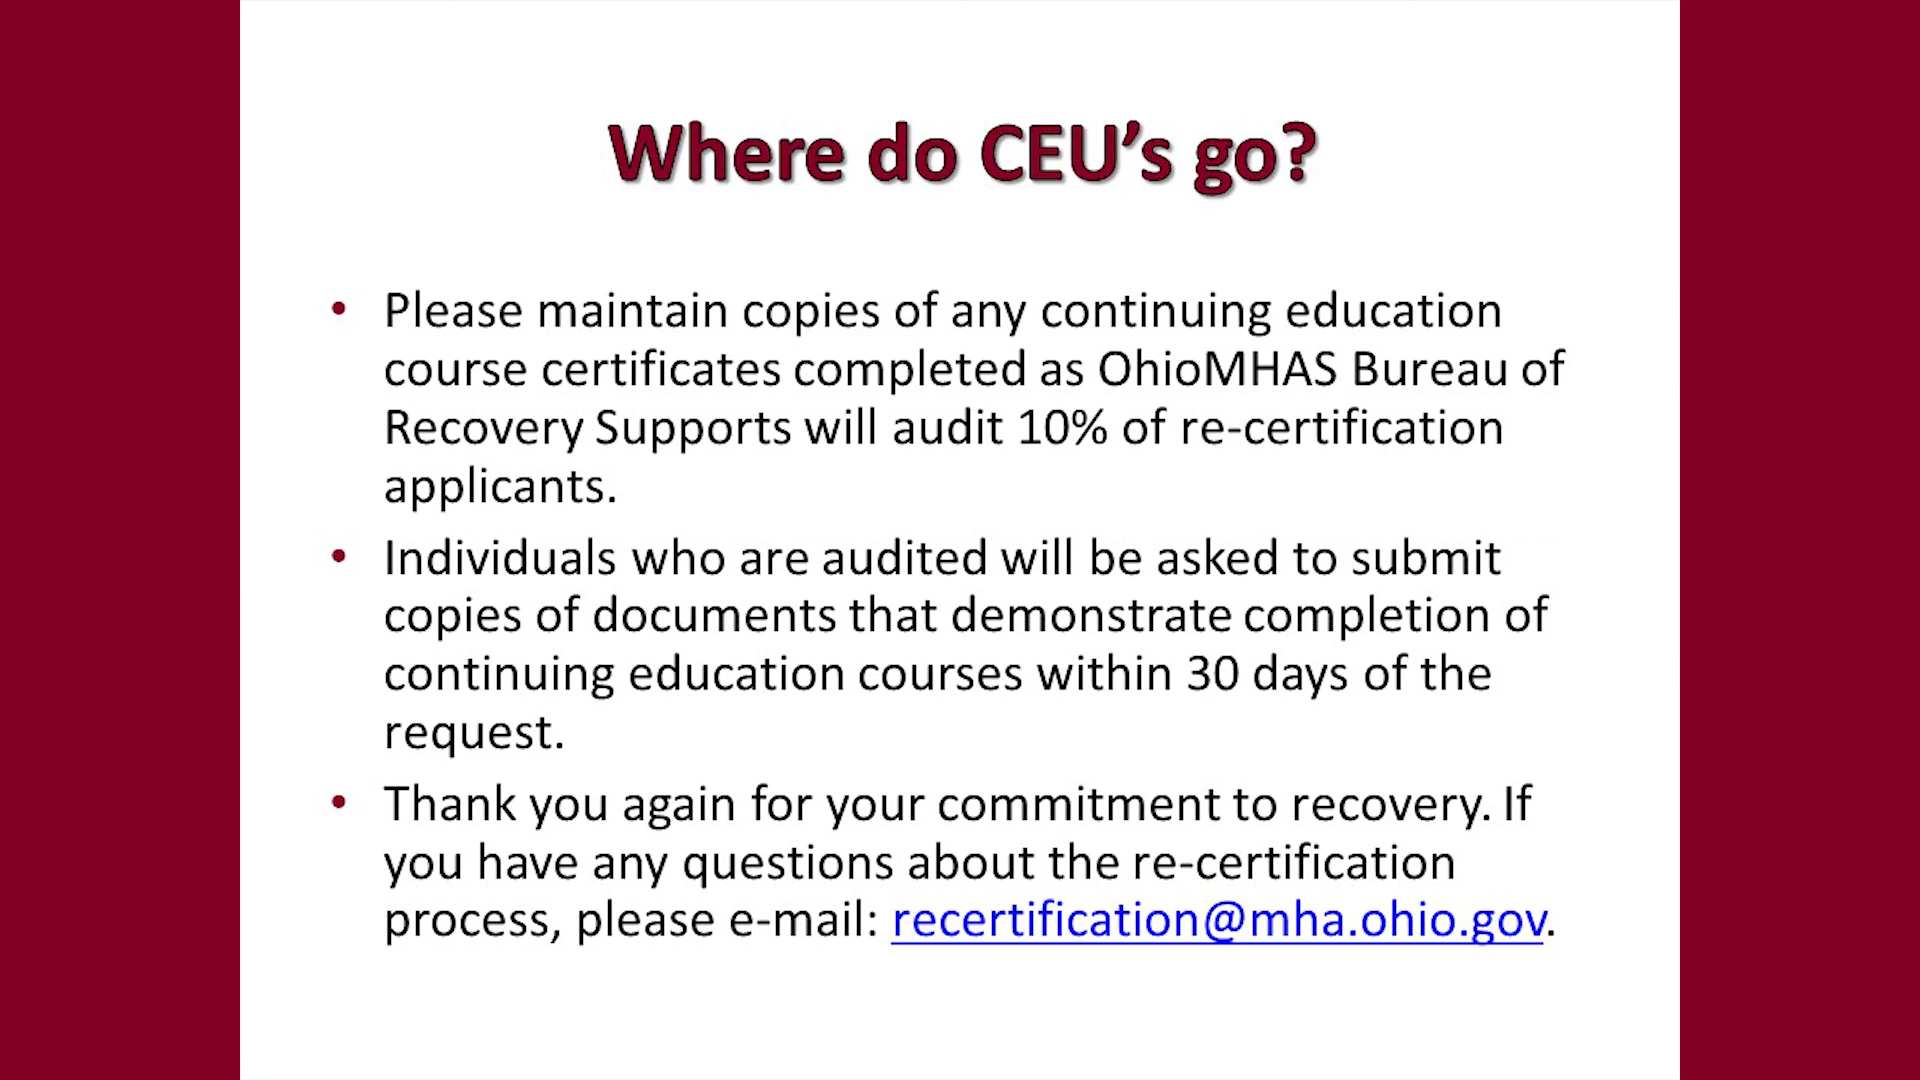 Where do CEU’s go?
• Please maintain copies of any continuing education
course certificates completed as OhioMHAS Bureau of
Recovery Supports will audit 10% of re-certification
applicants.
• Individuals who are audited will be asked to submit
copies of documents that demonstrate completion of
continuing education courses within 30 days of the
request.
• Thank you again for your commitment to recovery. If
you have any questions about the re-certification
process, please e-mail: recertification@mha.ohio.gov.